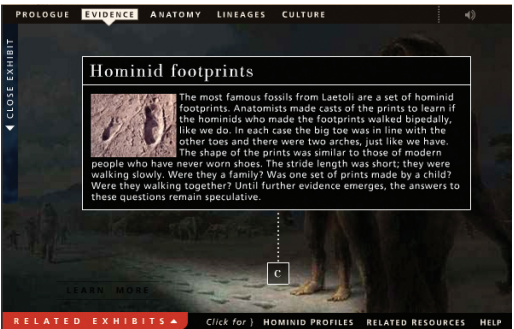 PROLOGUE EVIDENCE ANATOMY LINEAGES CULTURE
CLOSE EXHIBIT
Hominid footprints
The most famous fossils from Laetoli are a set of hominid
footprints. Anatomists made casts of the prints to learn if
the hominids who made the footprints walked bipedally,
like we do. In each case the big toe was in line with the
other toes and there were two arches, just like we have.
The shape of the prints was similar to those of modern
people who have never worn shoes. The stride length was short; they were
walking slowly. Were they a family? Was one set of prints made by a child?
Were they walking together? Until further evidence emerges, the answers to
these questions remain speculative.
C
LEARN MORE
RELATED EXHIBITS Click for ) HOMINID PROFILES RELATED RESOURCES HELP